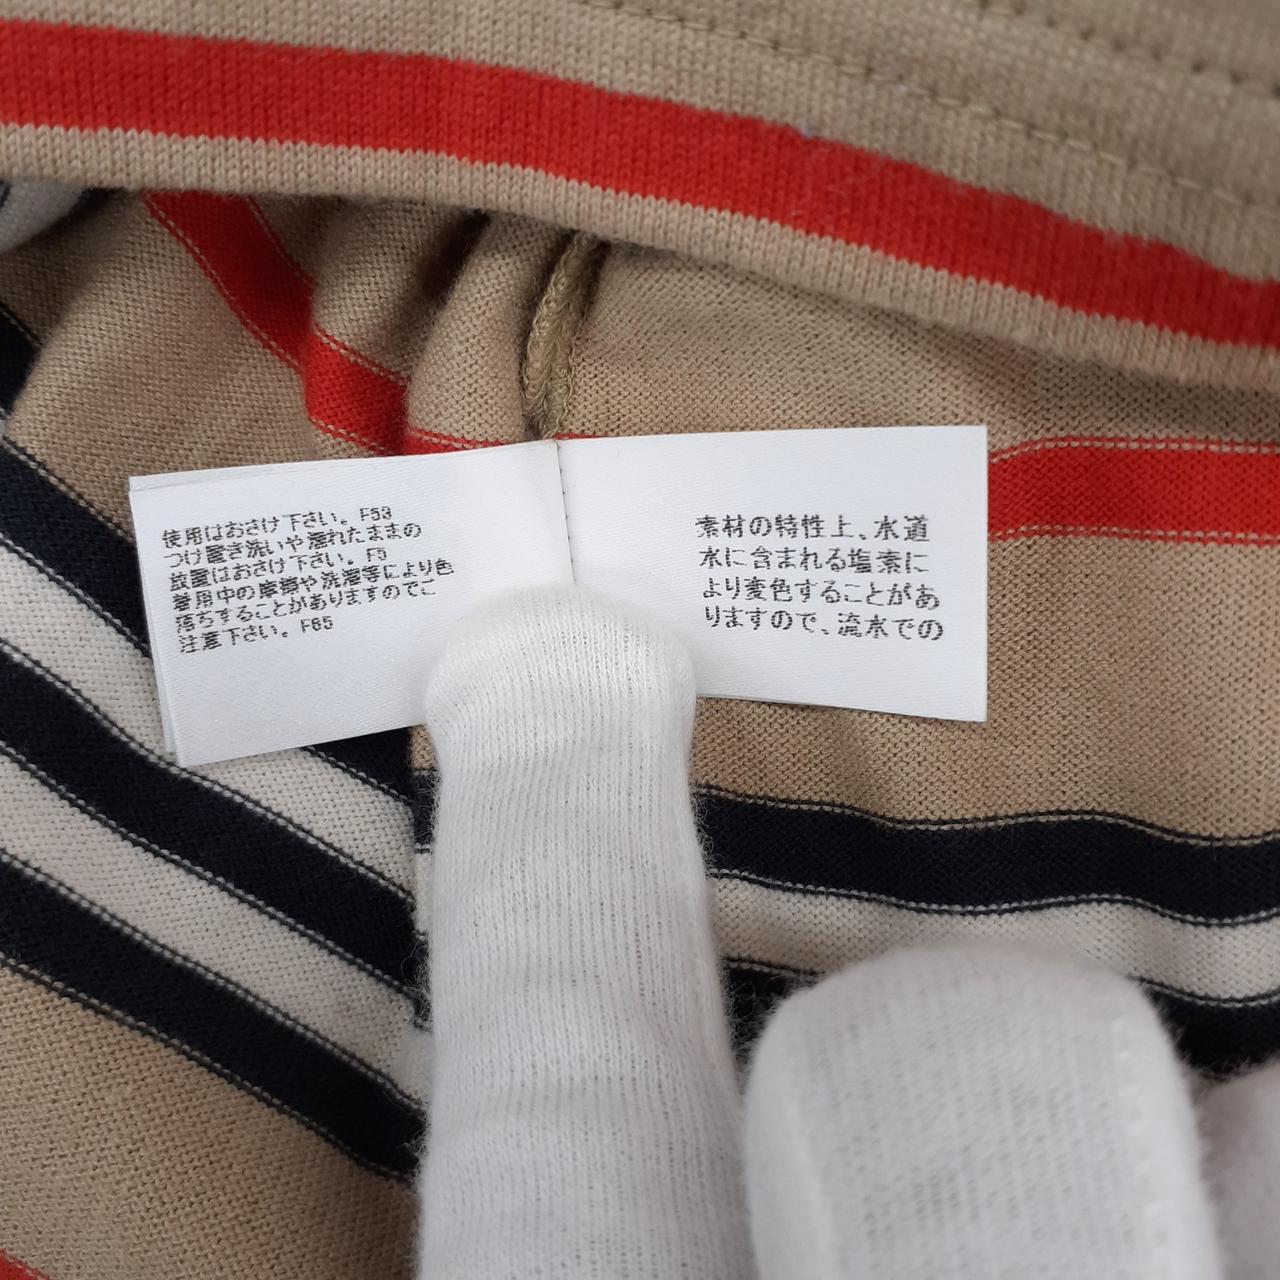 使用はおさけ下さい。F53
つけ置き洗いや濡れたままの
放置はおさけ下さい。F5
着用中の摩擦や洗濯等により色
落ちすることがありますのでご
注意下さい。F65
素材の特性上、水道
水に含まれる塩素に
より変色することがあ
りますので、流水での